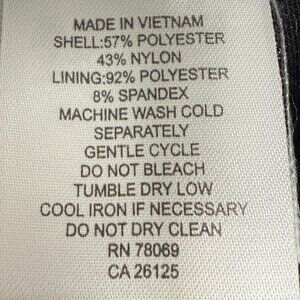 MADE IN VIETNAM
SHELL:57% POLYESTER
43% NYLON
LINING:92% POLYESTER
8% SPANDEX
MACHINE WASH COLD
SEPARATELY
GENTLE CYCLE
DO NOT BLEACH
TUMBLE DRY LOW
COOL IRON IF NECESSARY
DO NOT DRY CLEAN
RN 78069
CA 26125